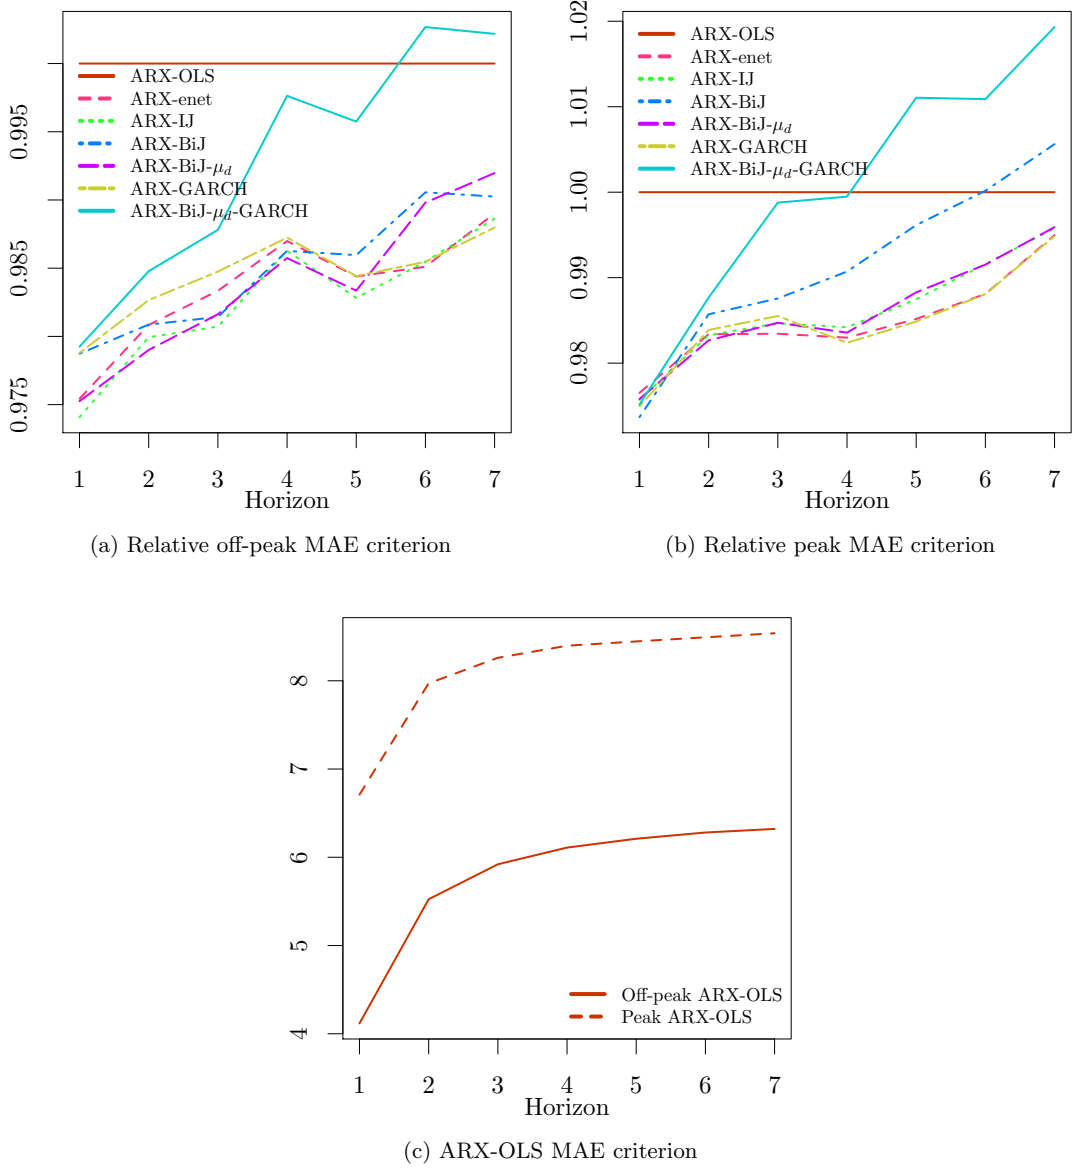 0.975
0.985
0.995
ARX-OLS
ARX-enet
ARX-IJ
ARX-BiJ
ARX-BiJ-μd
ARX-GARCH
ARX-BiJ-μd-GARCH
1 2 3 4 5 6 7
Horizon
(a) Relative off-peak MAE criterion
0.98
0.99
1.00
1.01
1.02
ARX-OLS
ARX-enet
ARX-IJ
ARX-BiJ
ARX-BiJ-μd
ARX-GARCH
ARX-BiJ-μd-GARCH
1 2 3 4 5 6 7
Horizon
(b) Relative peak MAE criterion
4
5
6
7
8
Off-peak ARX-OLS
Peak ARX-OLS
1 2 3 4 5 6 7
Horizon
(c) ARX-OLS MAE criterion